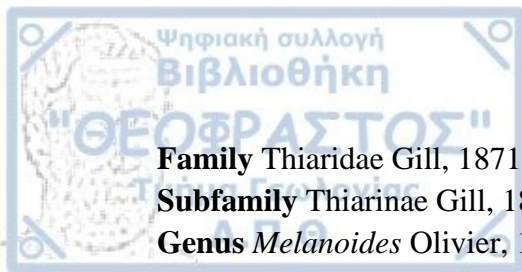 Ψηφιακή συλλογή
Βιβλιοθήκη
"ΘΕΟΦΡΑΣΤΟΣ"
Family Thiaridae Gill, 1871
Subfamily Thiarinae Gill,
Genus Melanoides Olivier,
Α.Π.Θ